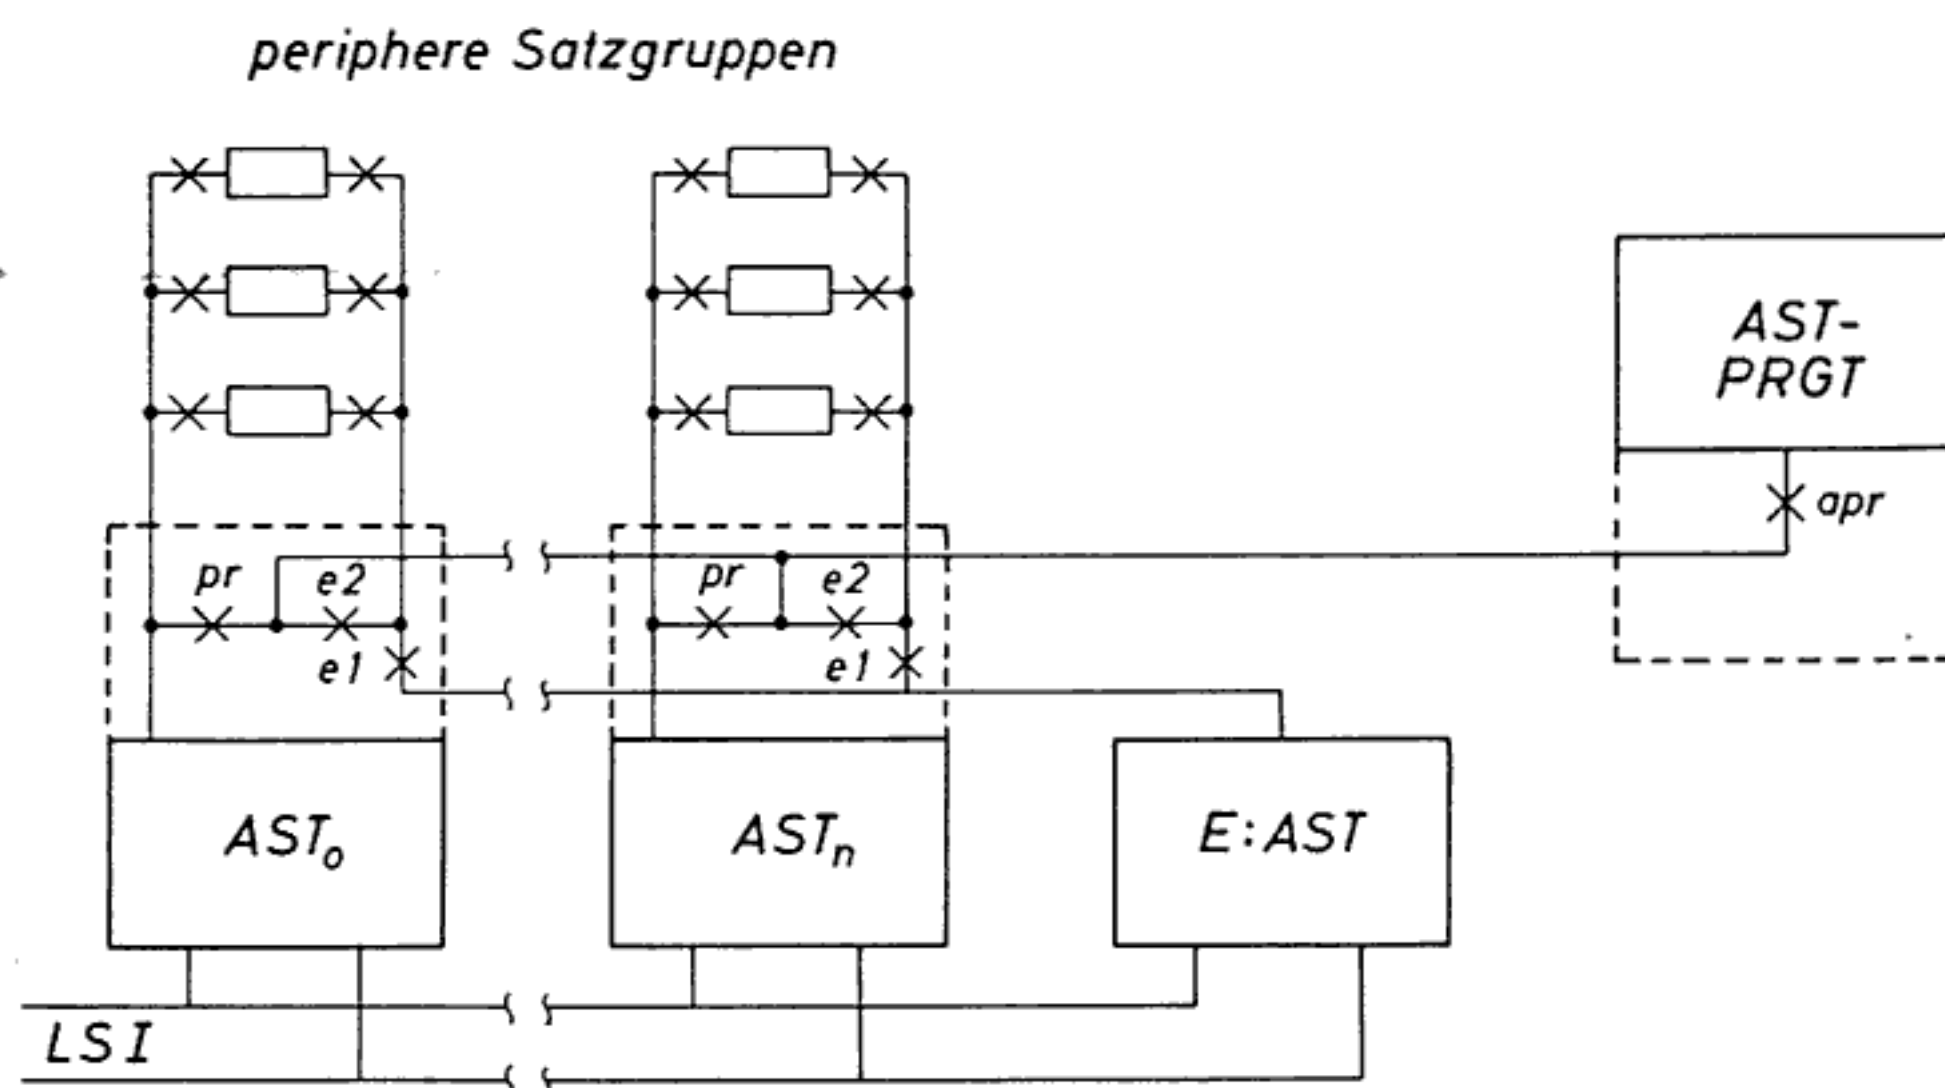 periphere Satzgruppen
AST-
PRGT
apr
pr e2
pr e2
e1
e1
AST₀
ASTₙ
E:AST
LSI